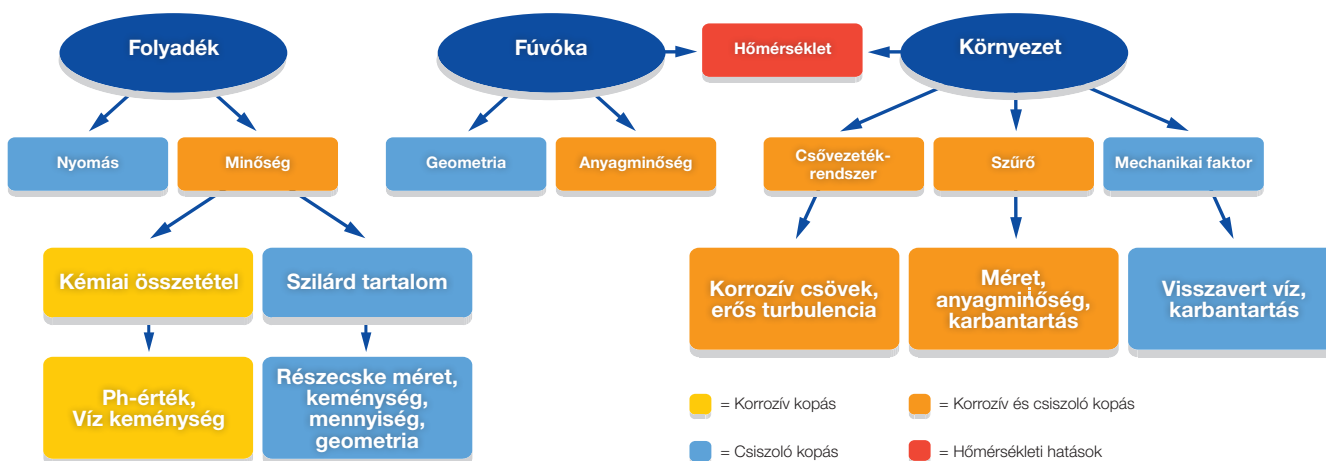 Folyadék
Fúvóka
Hőmérséklet
Környezet
Nyomás
Minőség
Geometria
Anyagminőség
Csővezeték-
rendszer
Szűrő
Mechanikai faktor
Kémiai összetétel
Szilárd tartalom
Korrozív csövek,
erős turbulencia
Méret,
anyagminőség,
karbantartás
Visszavert víz,
karbantartás
Ph-érték,
Víz keménység
Részecske méret,
keménység,
mennyiség,
geometria
= Korrozív kopás
= Korrozív és csiszoló kopás
= Csiszoló kopás
= Hőmérsékleti hatások